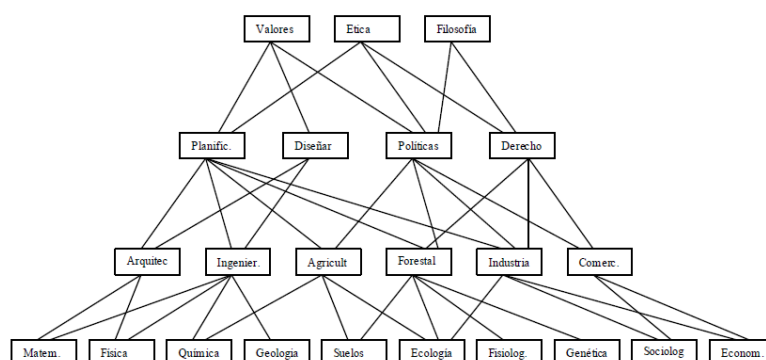 Valores
Etica
Filosofía
Planific.
Diseñar
Políticas
Derecho
Arquitec
Ingenier.
Agricult
Forestal
Industria
Comerc.
Matem.
Física
Química
Geologia
Suelos
Ecología
Fisiolog.
Genética
Sociolog
Econom.